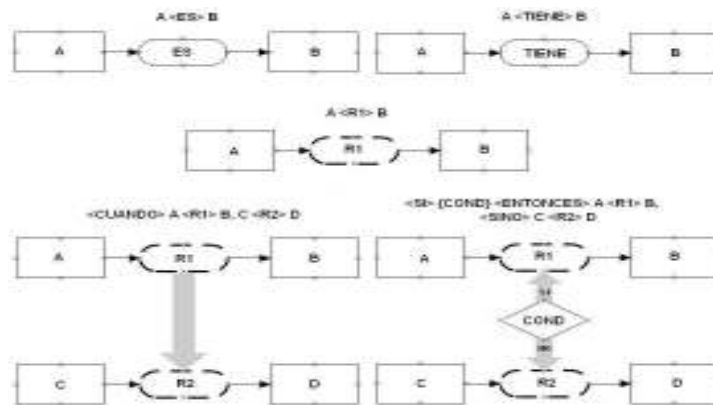 A <ES> B
A <TIENE> B
A ES B
A TIENE B
A <R1> B
A R1 B
<CUANDO> A <R1> B, C <R2> D
<SI> {COND} <ENTONCES> A <R1> B,
<SINO> C <R2> D
A R1 B
A R1 B
SI
COND
C R2 D
C R2 D